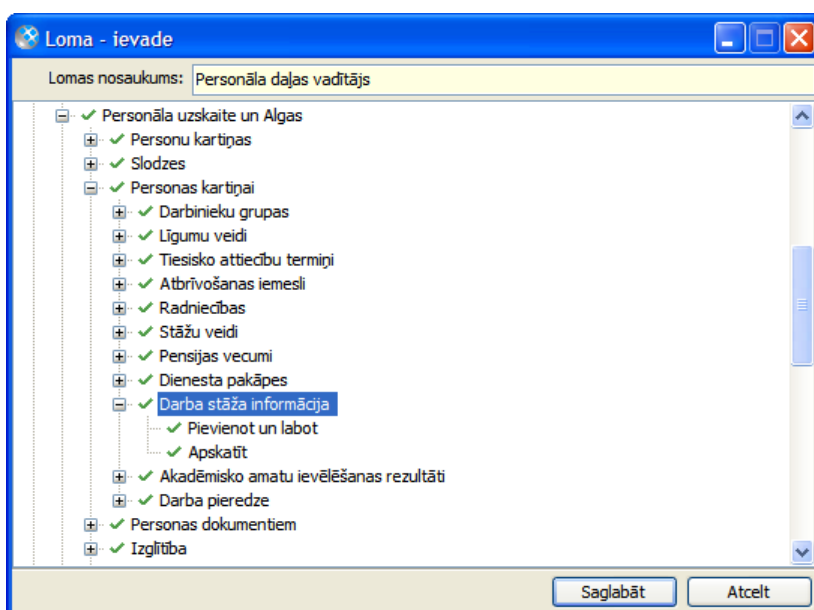 Loma - ievade
Lomas nosaukums: Personāla daļas vadītājs
Personāla uzskaite un Algas
Personu kartiņas
Slodzes
Personas kartiņai
Darbinieku grupas
Līgumu veidi
Tiesisko attiecību termiņi
Atbrīvošanas iemesli
Radniecības
Stāžu veidi
Pensijas vecumi
Dienesta pakāpes
Darba stāža informācija
Pievienot un labot
Apskatīt
Akadēmisko amatu ievēlēšanas rezultāti
Darba pieredze
Personas dokumentiem
Izglītība
Saglabāt Atcelt